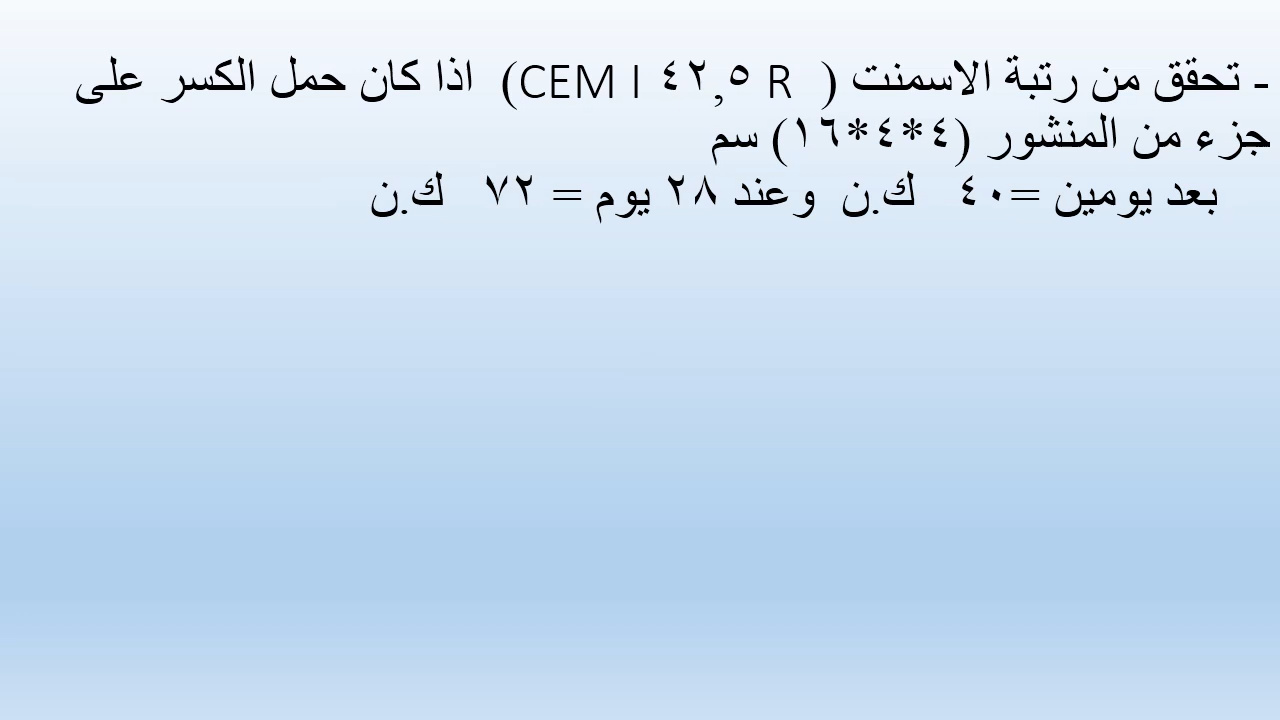 - تحقق من رتبة الاسمنت ( CEM I ٤٢,٥ R) اذا كان حمل الكسر على
جزء من المنشور (٤*٤*١٦) سم
بعد يومين =٤٠ ك.ن وعند ٢٨ يوم = ٧٢ ك.ن